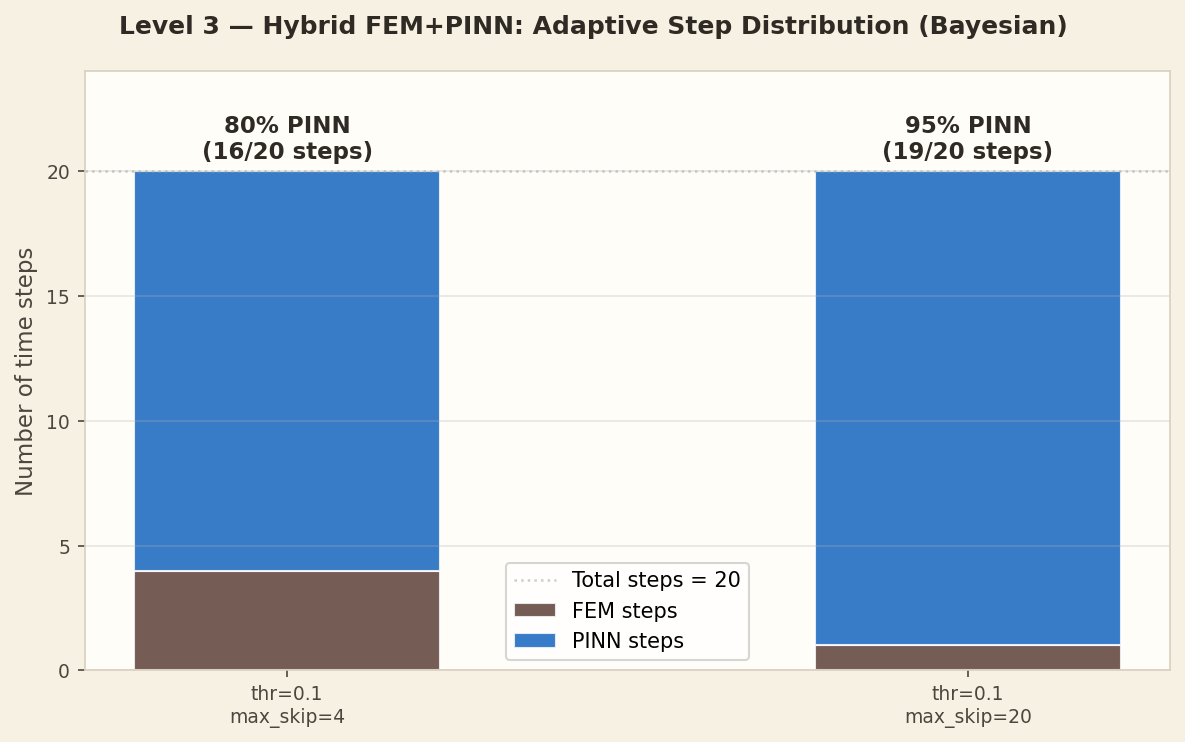 Level 3 — Hybrid FEM+PINN: Adaptive Step Distribution (Bayesian)
80% PINN
(16/20 steps)
95% PINN
(19/20 steps)
Number of time steps
20
15
10
5
0
Total steps = 20
FEM steps
PINN steps
thr=0.1
max_skip=4
thr=0.1
max_skip=20